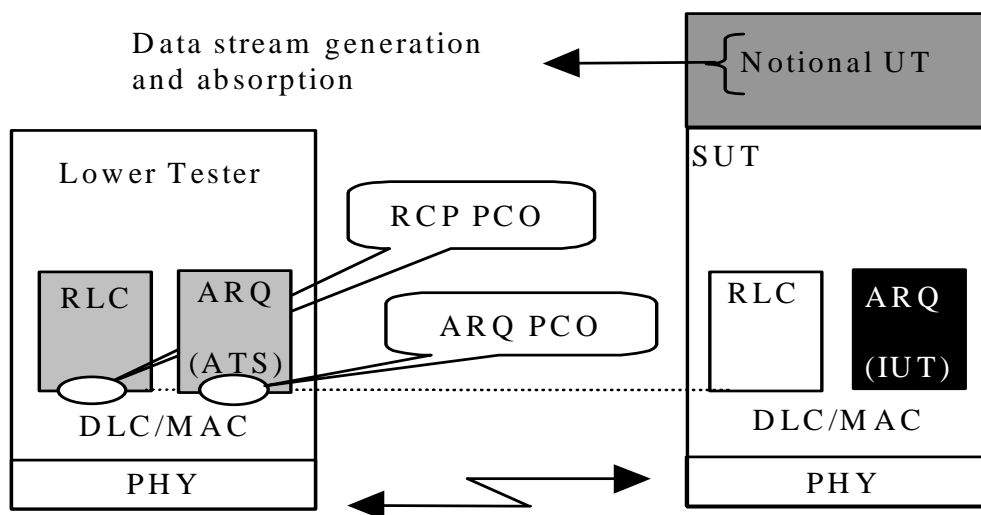 Data stream generation
and absorption
Notional UT
Lower Tester
SUT
RCP PCO
RLC
ARQ
(ATS)
ARQ PCO
RLC
ARQ
(IUT)
DLC/MAC
DLC/MAC
PHY
PHY